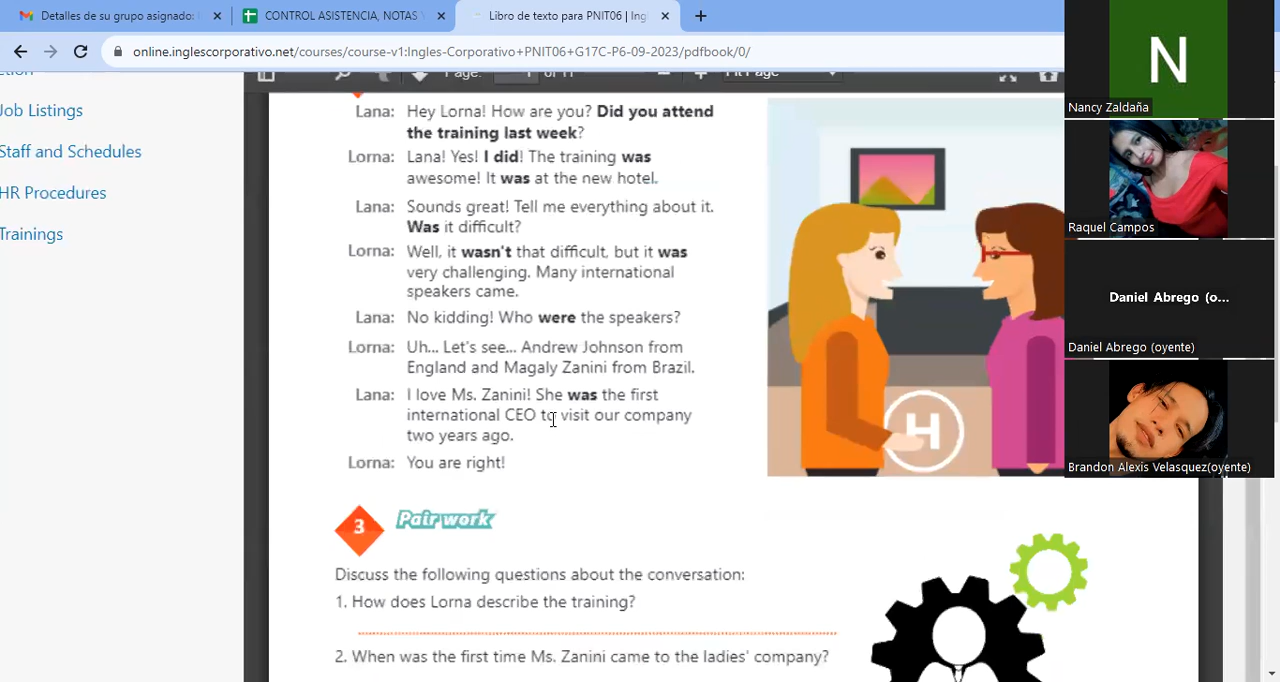 Detalles de su grupo asignado:
CONTROL ASISTENCIA, NOTAS
Libro de texto para PNIT06 | Ing
online.inglescorporativo.net/courses/course-v1:Ingles-Corporativo+PNIT06+G17C-P6-09-2023/pdfbook/0/
Page:
of 11
Fit Page
Job Listings
Staff and Schedules
HR Procedures
Trainings
Lana: Hey Lorna! How are you? Did you attend
the training last week?
Lorna: Lana! Yes! I did! The training was
awesome! It was at the new hotel.
Lana: Sounds great! Tell me everything about it.
Was it difficult?
Lorna: Well, it wasn't that difficult, but it was
very challenging. Many international
speakers came.
Lana: No kidding! Who were the speakers?
Lorna: Uh... Let's see... Andrew Johnson from
England and Magaly Zanini from Brazil.
Lana: I love Ms. Zanini! She was the first
international CEO to visit our company
two years ago.
Lorna: You are right!
H
3 Pair work
Discuss the following questions about the conversation:
1. How does Lorna describe the training?
2. When was the first time Ms. Zanini came to the ladies' company?
N
Nancy Zaldaña
Raquel Campos
Daniel Abrego (o...
Daniel Abrego (oyente)
Brandon Alexis Velasquez(oyente)